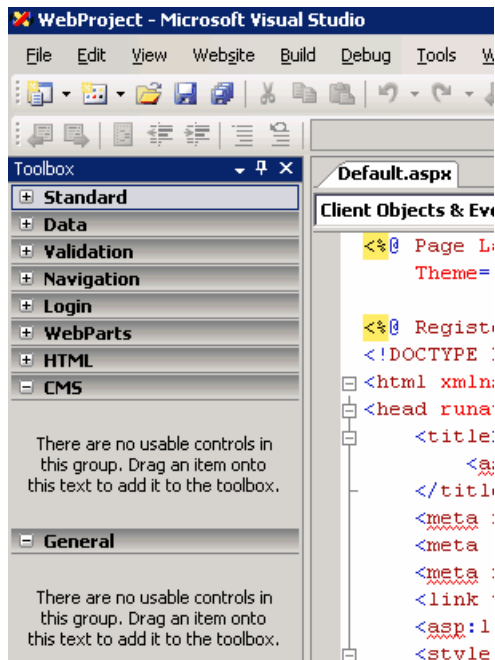 WebProject - Microsoft Visual Studio
File Edit View Website Build Debug Tools
Toolbox
Standard
Data
Validation
Navigation
Login
WebParts
HTML
CMS
There are no usable controls in
this group. Drag an item onto
this text to add it to the toolbox.
General
There are no usable controls in
this group. Drag an item onto
this text to add it to the toolbox.
Default.aspx
Client Objects & Eve
<%@ Page La
Theme=
<%@ Registe
<!DOCTYPE
<html xmlns
<head runat
<title
<as
</title
<meta
<meta
<meta
<link
<asp:l
<style